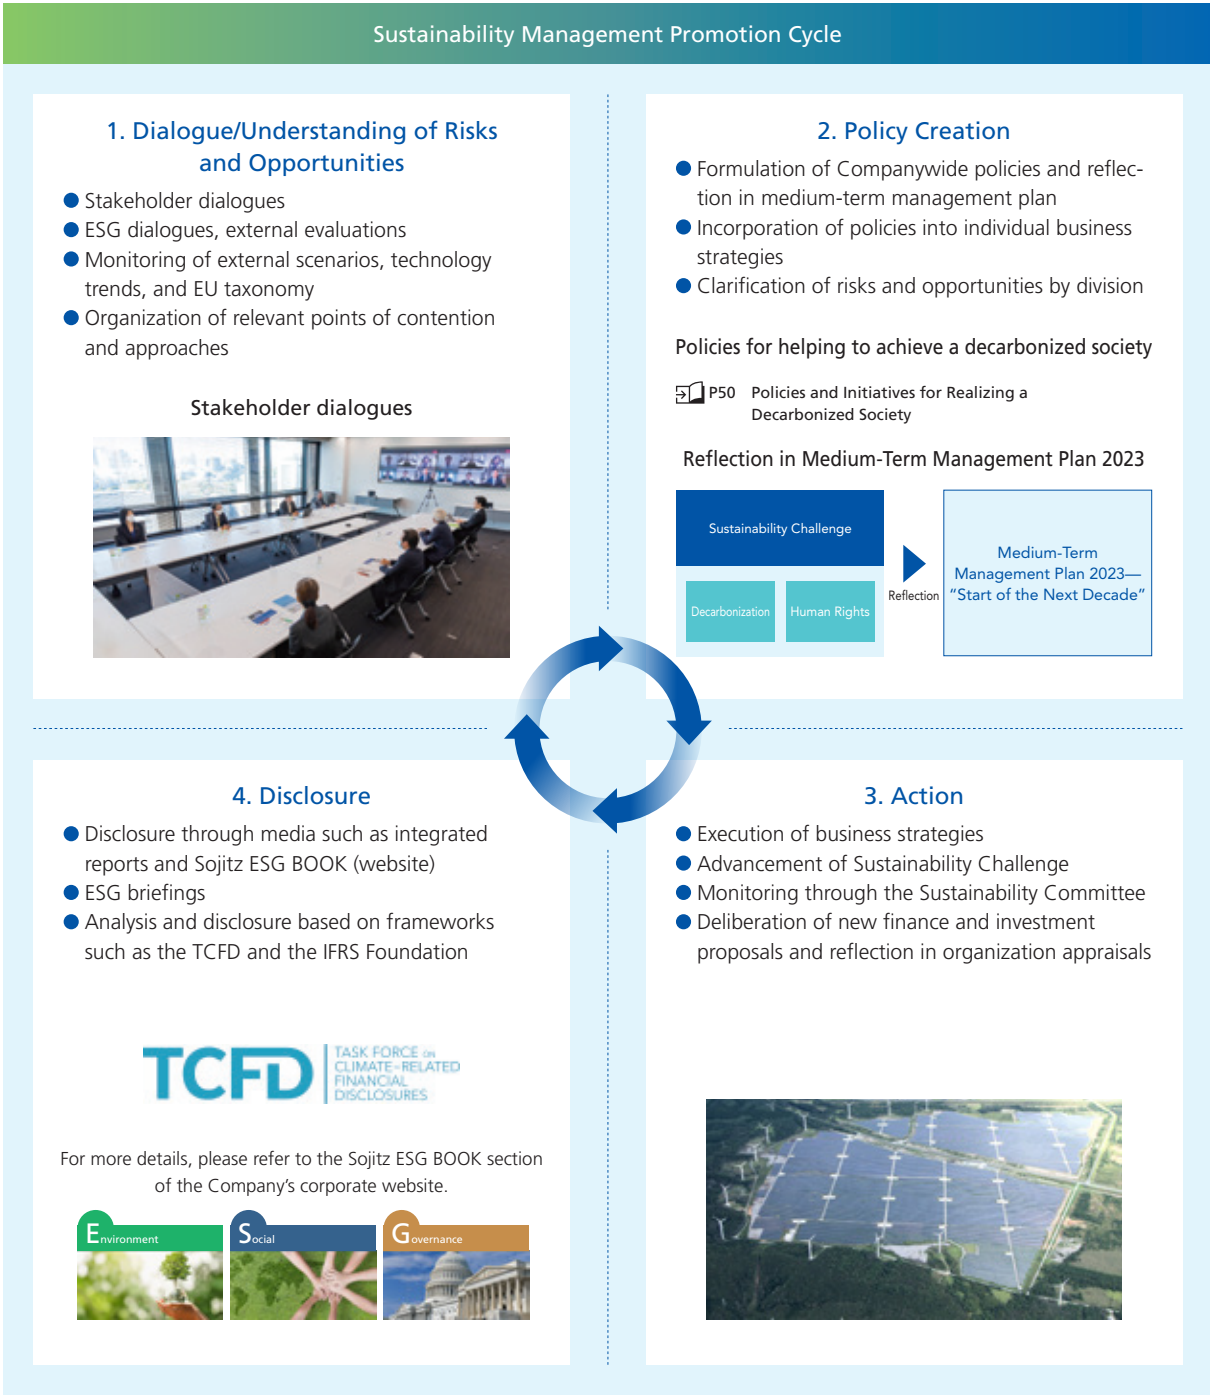 Sustainability Management Promotion Cycle
1. Dialogue/Understanding of Risks
and Opportunities
● Stakeholder dialogues
● ESG dialogues, external evaluations
● Monitoring of external scenarios, technology
trends, and EU taxonomy
● Organization of relevant points of contention
and approaches
Stakeholder dialogues
2. Policy Creation
● Formulation of Companywide policies and reflec-
tion in medium-term management plan
● Incorporation of policies into individual business
strategies
● Clarification of risks and opportunities by division
Policies for helping to achieve a decarbonized society
P50 Policies and Initiatives for Realizing a
Decarbonized Society
Reflection in Medium-Term Management Plan 2023
Sustainability Challenge
Decarbonization
Human Rights
Reflection
Medium-Term
Management Plan 2023—
“Start of the Next Decade”
3. Action
● Execution of business strategies
● Advancement of Sustainability Challenge
● Monitoring through the Sustainability Committee
● Deliberation of new finance and investment
proposals and reflection in organization appraisals
4. Disclosure
● Disclosure through media such as integrated
reports and Sojitz ESG BOOK (website)
● ESG briefings
● Analysis and disclosure based on frameworks
such as the TCFD and the IFRS Foundation
TCFD
TASK FORCE ON
CLIMATE-RELATED
FINANCIAL
DISCLOSURES
For more details, please refer to the Sojitz ESG BOOK section
of the Company’s corporate website.
Environment
Social
Governance